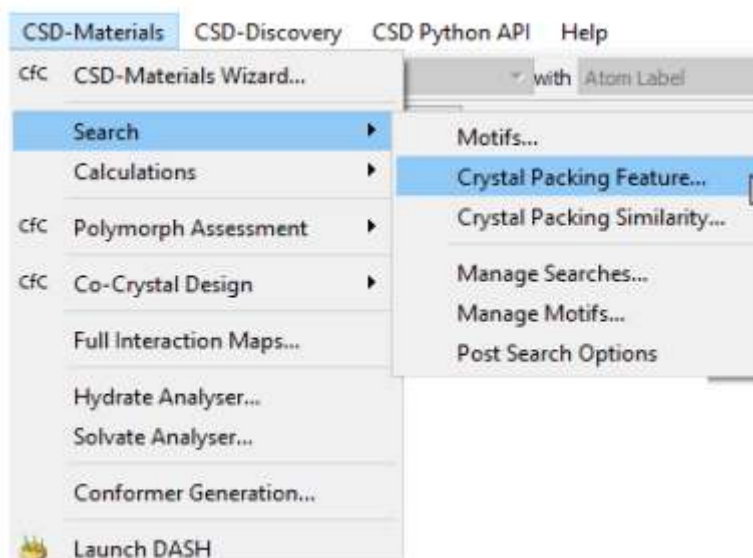 CSD-Materials CSD-Discovery CSD Python API Help
CfC CSD-Materials Wizard...
with Atom Label
Search
Calculations
CfC Polymorph Assessment
CfC Co-Crystal Design
Full Interaction Maps...
Hydrate Analyser...
Solvate Analyser...
Conformer Generation...
Launch DASH
Motifs...
Crystal Packing Feature...
Crystal Packing Similarity...
Manage Searches...
Manage Motifs...
Post Search Options